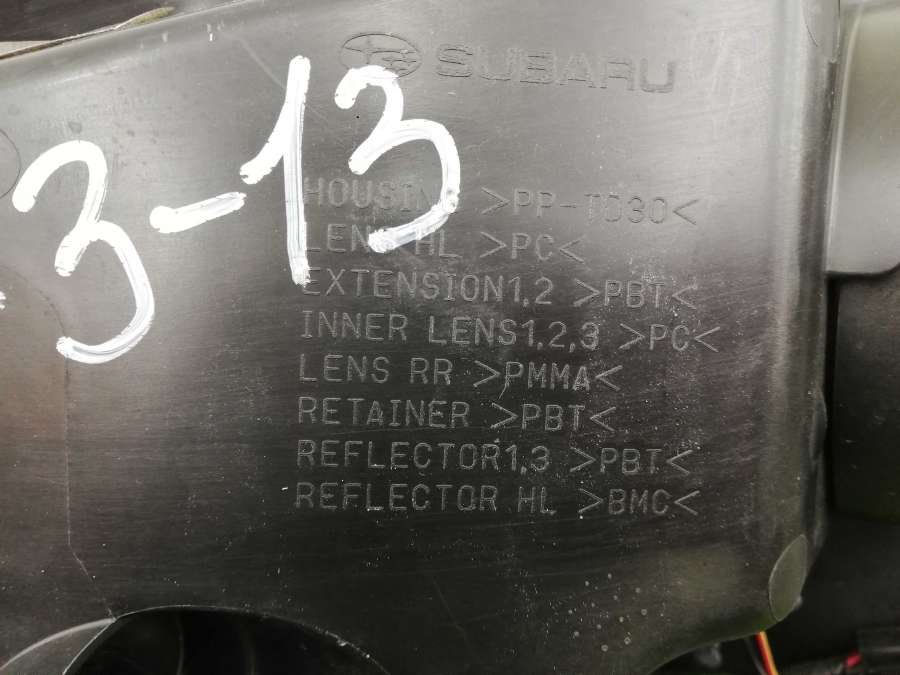 SUBARU
3-13
HOUSING >PP-TD30<
LENS HL >PC<
EXTENSION1,2 >PBT<
INNER LENS1,2,3 >PC<
LENS RR >PMMA<
RETAINER >PBT<
REFLECTOR1,3 >PBT<
REFLECTOR HL >BMC<